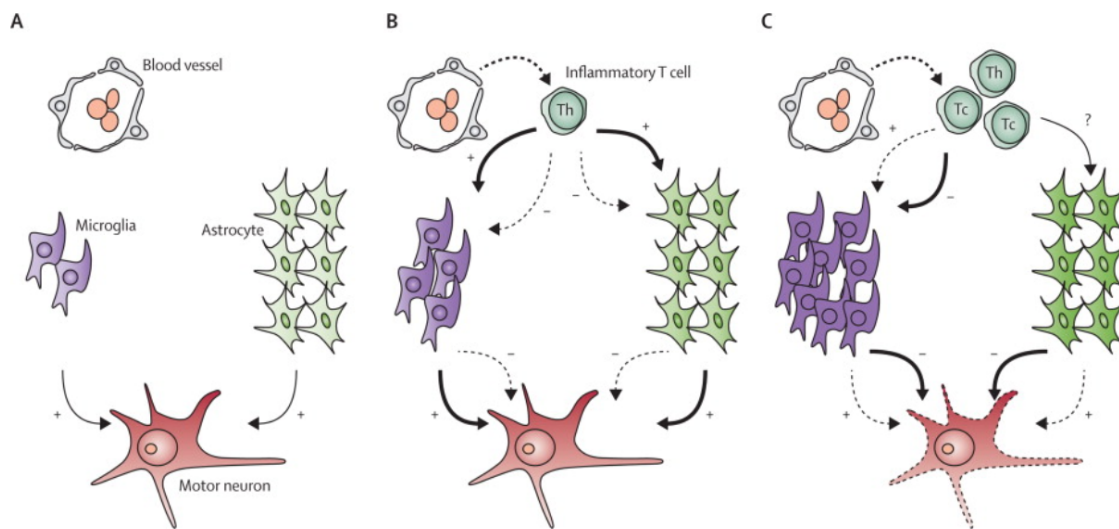 A
B
C
Blood vessel
Inflammatory T cell
Th
Th
Tc
Tc
+
+
+
?
–
–
–
Microglia
Astrocyte
–
–
–
–
+
+
+
+
+
+
Motor neuron